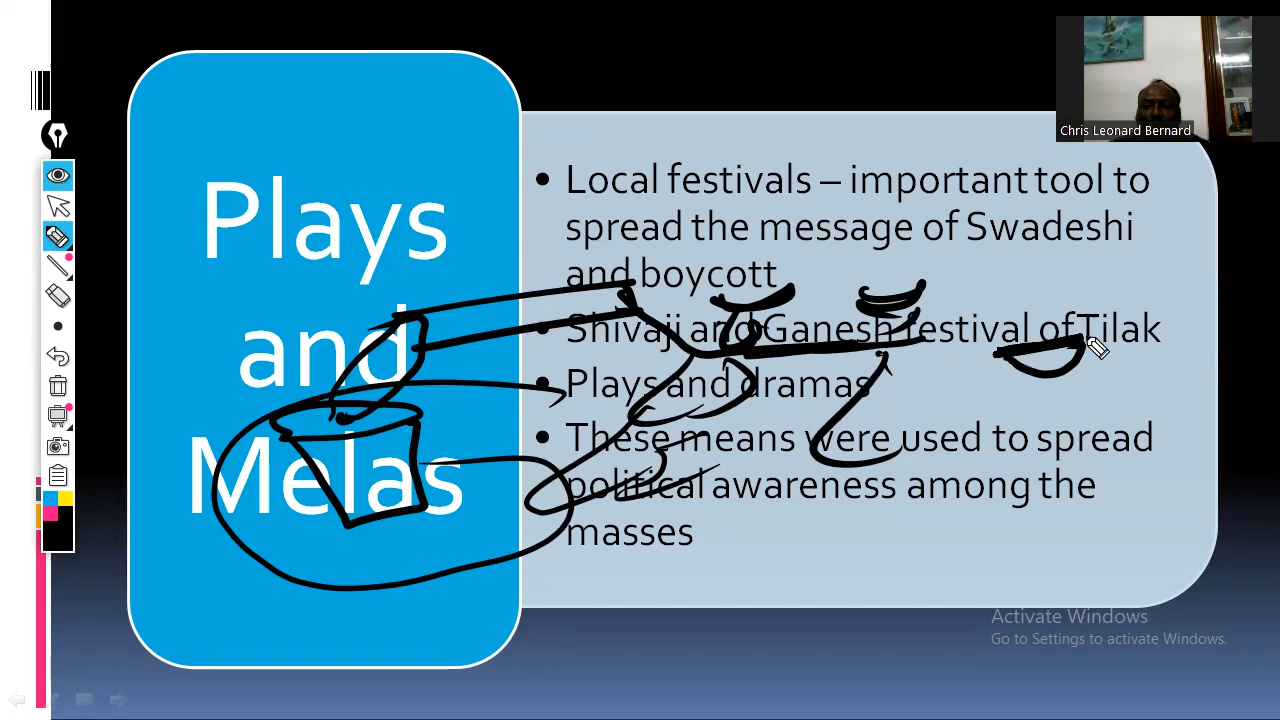 Chris Leonard Bernard
Plays
and
Melas
• Local festivals – important tool to
spread the message of Swadeshi
and boycott
• Shivaji and Ganesh festival of Tilak
• Plays and dramas
• These means were used to spread
political awareness among the
masses
Activate Windows
Go to Settings to activate Windows.